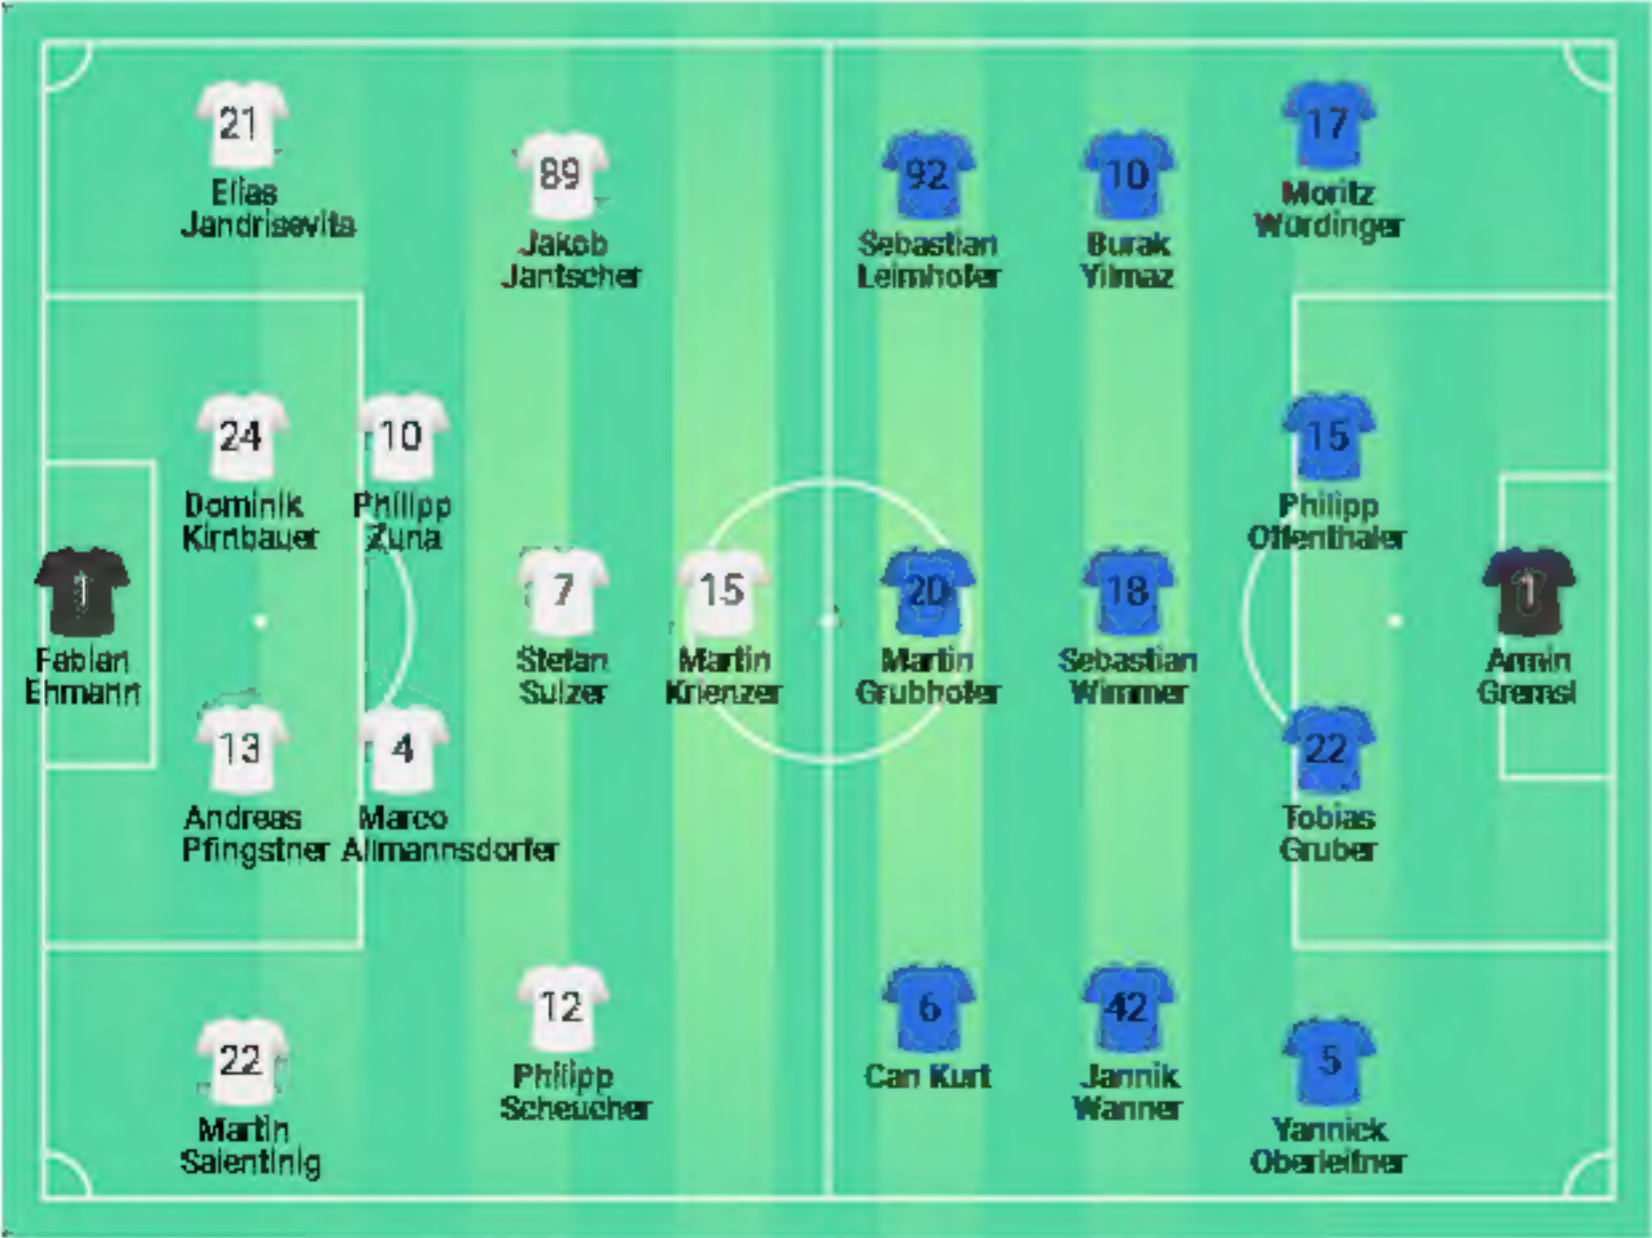 21
Elias
Jandrisevits
89
Jakob
Jantscher
92
Sebastian
Leimhofer
10
Burak
Yilmaz
17
Moritz
Würdinger
24
Dominik
Kirnbauer
10
Philipp
Zuna
15
Philipp
Offenthaler
1
Fabian
Ehmann
7
Stefan
Sulzer
15
Martin
Krienzer
20
Martin
Grubhofer
18
Sebastian
Wimmer
1
Armin
Gremsl
13
Andreas
Pfingstner
4
Marco
Allmannsdorfer
22
Tobias
Gruber
22
Martin
Salentinig
12
Philipp
Scheucher
6
Can Kurt
42
Jannik
Wanner
5
Yannick
Oberleitner